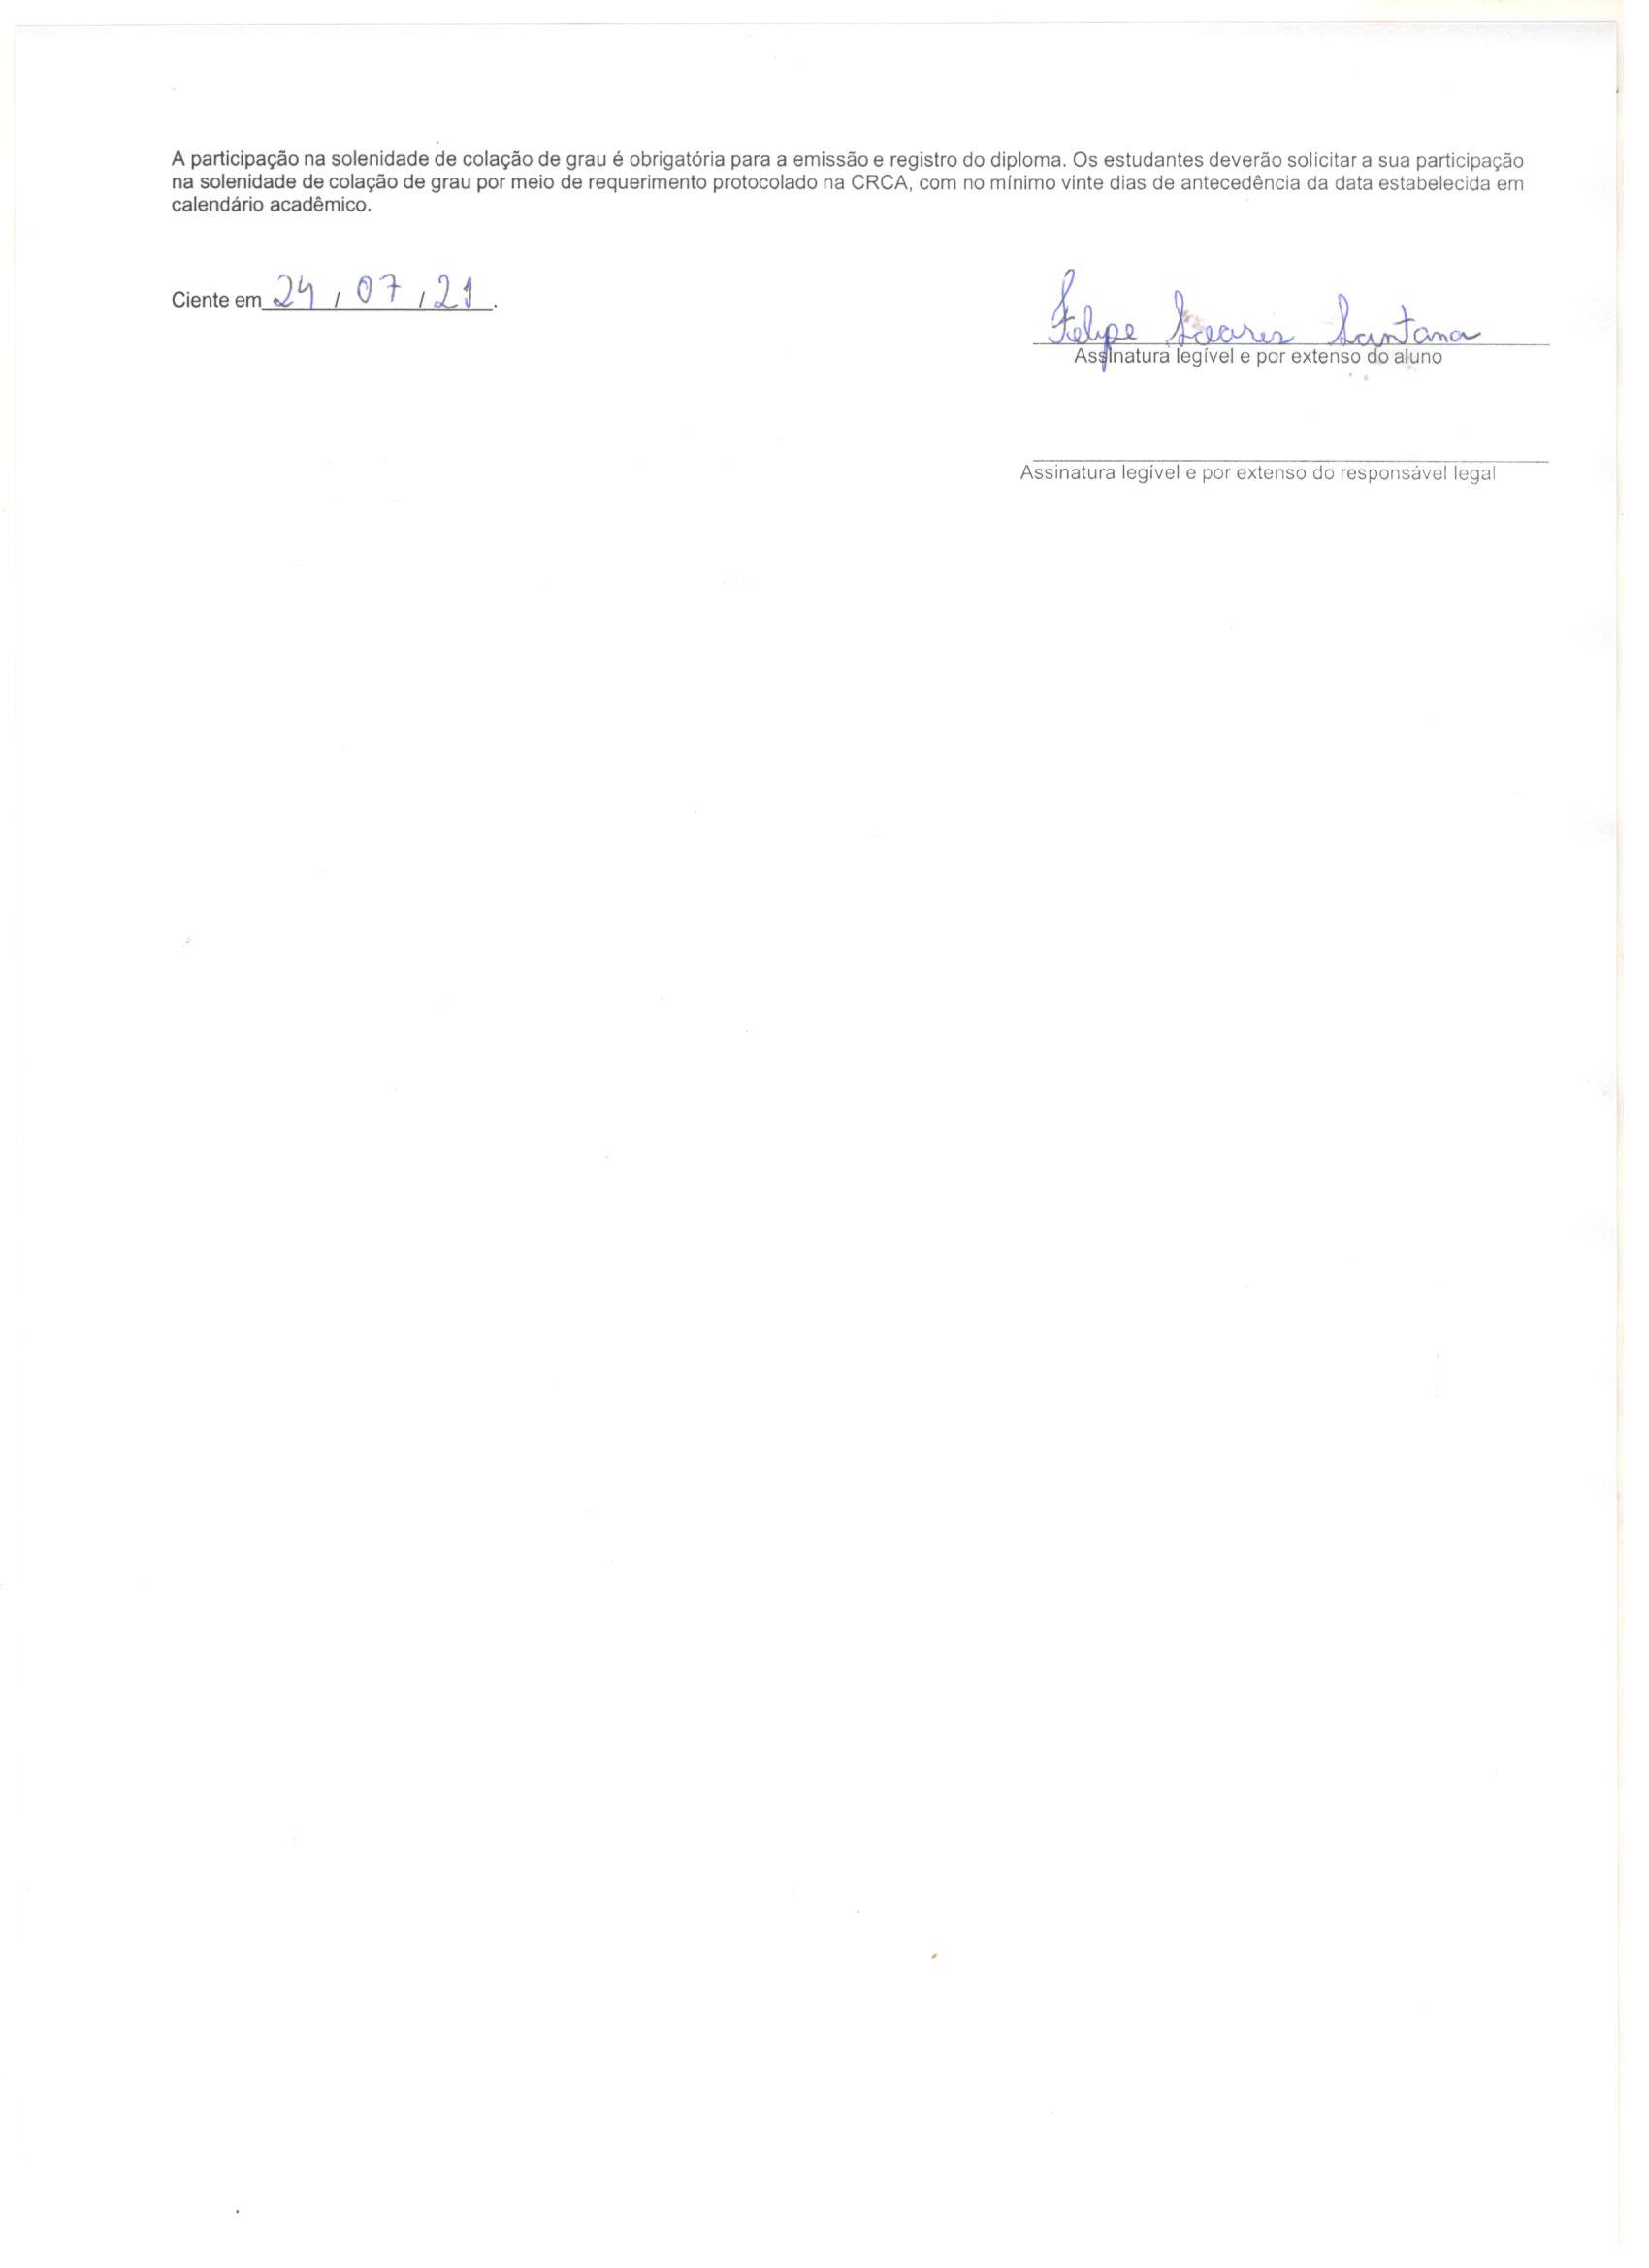 A participação na solenidade de colação de grau é obrigatória para a emissão e registro do diploma. Os estudantes deverão solicitar a sua participação
na solenidade de colação de grau por meio de requerimento protocolado na CRCA, com no mínimo vinte dias de antecedência da data estabelecida em
calendário acadêmico.
Ciente em 24 / 07 / 21.
Felipe Soares Santana
Assinatura legível e por extenso do aluno
Assinatura legível e por extenso do responsável legal